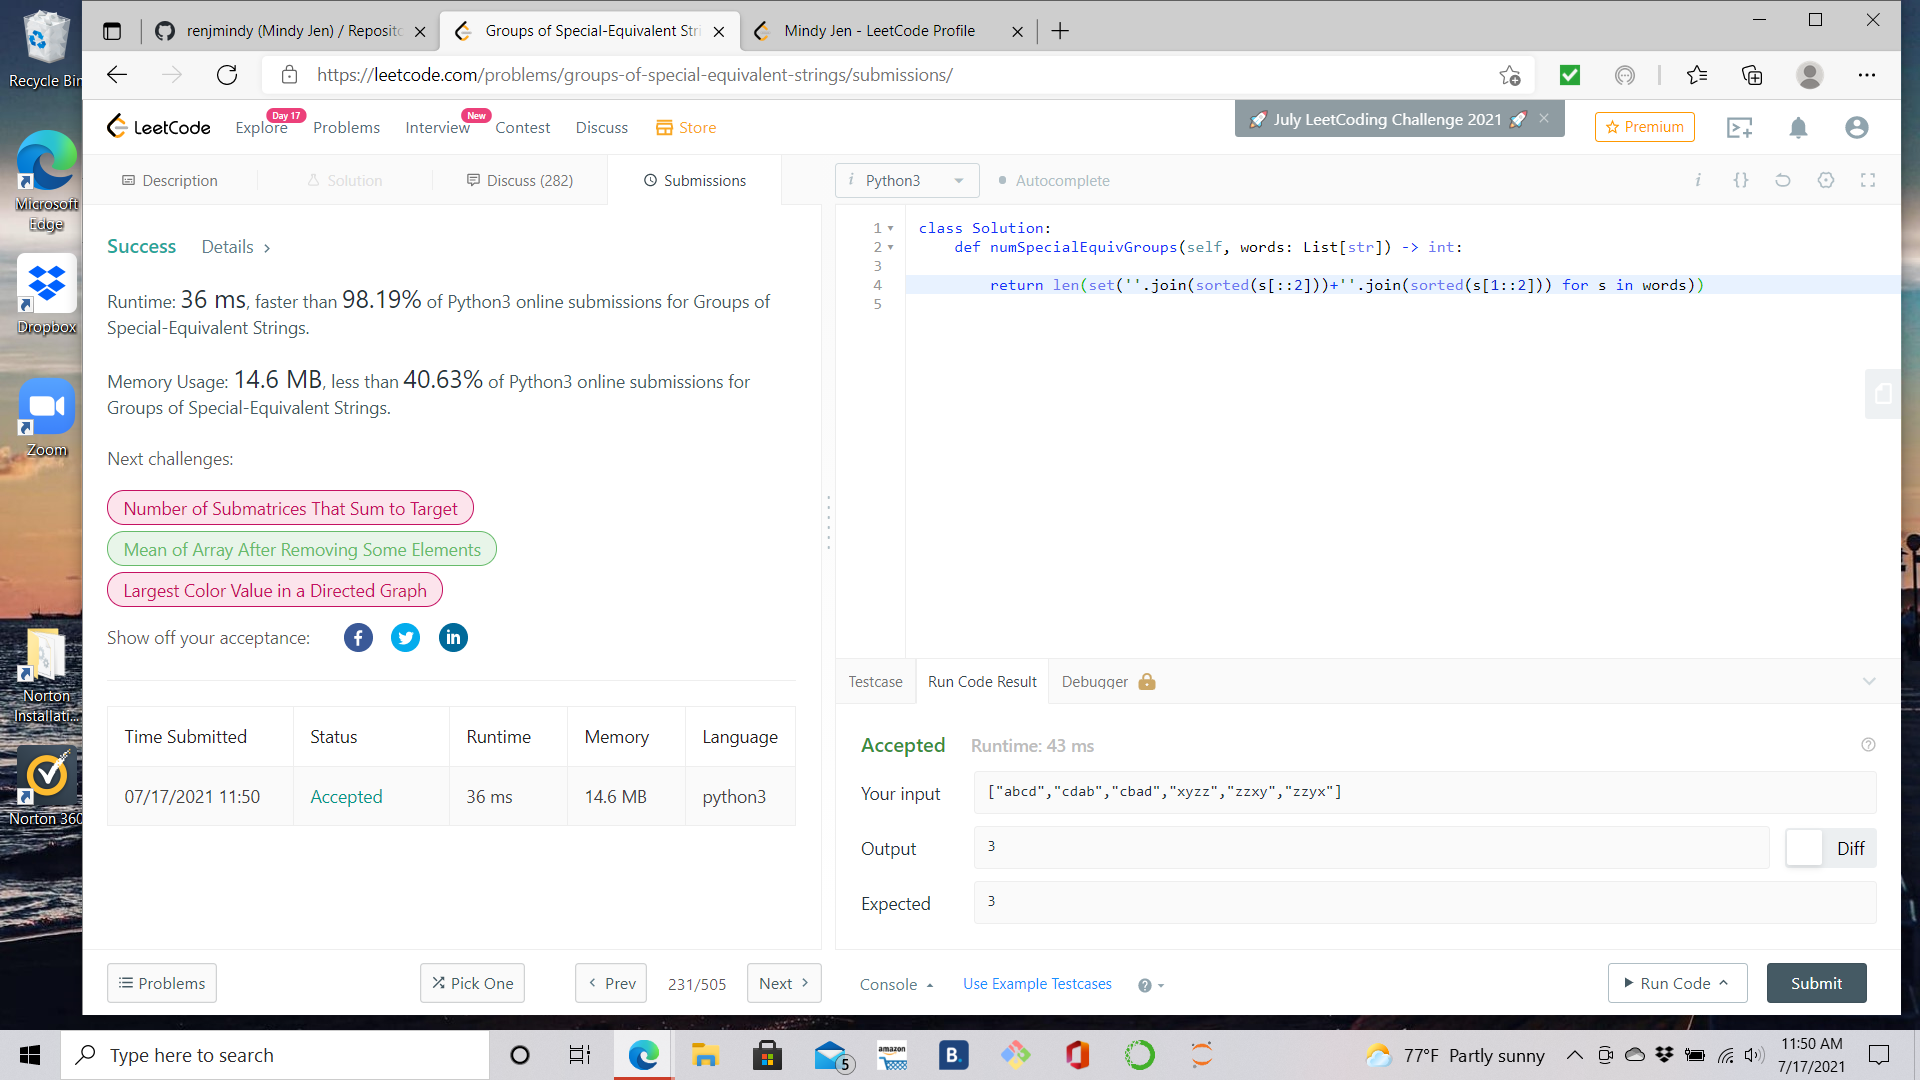 Recycle Bin
Microsoft
Edge
Dropbox
Zoom
Norton
Installati...
Norton 360
renjmindy (Mindy Jen) / Reposito
Groups of Special-Equivalent Stri
Mindy Jen - LeetCode Profile
https://leetcode.com/problems/groups-of-special-equivalent-strings/submissions/
LeetCode
Explore
Day 17
Problems
Interview
New
Contest
Discuss
Store
July LeetCoding Challenge 2021
Premium
Description
Solution
Discuss (282)
Submissions
i Python3
Autocomplete
i {}
Success Details >
Runtime: 36 ms, faster than 98.19% of Python3 online submissions for Groups of
Special-Equivalent Strings.
Memory Usage: 14.6 MB, less than 40.63% of Python3 online submissions for
Groups of Special-Equivalent Strings.
Next challenges:
Number of Submatrices That Sum to Target
Mean of Array After Removing Some Elements
Largest Color Value in a Directed Graph
Show off your acceptance:
Time Submitted Status Runtime Memory Language
07/17/2021 11:50 Accepted 36 ms 14.6 MB python3
1 class Solution:
2 def numSpecialEquivGroups(self, words: List[str]) -> int:
3
4 return len(set(''.join(sorted(s[::2]))+''.join(sorted(s[1::2])) for s in words))
5
Testcase
Run Code Result
Debugger
Accepted Runtime: 43 ms
Your input ["abcd","cdab","cbad","xyzz","zzxy","zzyx"]
Output 3
Diff
Expected 3
Problems
Pick One
< Prev
231/505
Next >
Console
Use Example Testcases
Run Code
Submit
Type here to search
5
amazon
B.
77°F Partly sunny
11:50 AM
7/17/2021